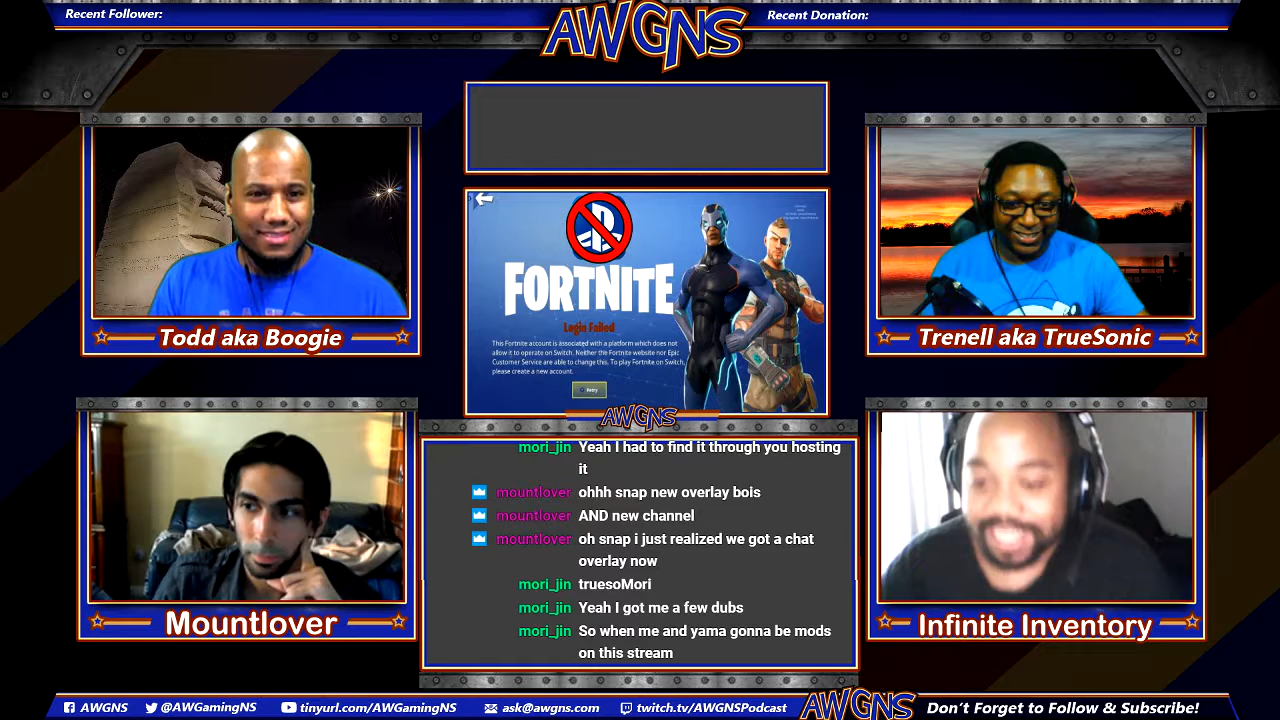 Recent Follower:
AWGNS
Recent Donation:
Todd aka Boogie
FORTNITE
Login Failed
This Fortnite account is associated with a platform which does not
allow it to operate on Switch. Neither the Fortnite website nor Epic
Customer Service are able to change this. To play Fortnite on Switch,
please create a new account.
Retry
Trenell aka TrueSonic
AWGNS
Mountlover
mori_jin Yeah I had to find it through you hosting
it
mountlover ohhh snap new overlay bois
mountlover AND new channel
mountlover oh snap i just realized we got a chat
overlay now
mori_jin truesoMori
mori_jin Yeah I got me a few dubs
mori_jin So when me and yama gonna be mods
on this stream
Infinite Inventory
AWGNS @AWGamingNS tinyurl.com/AWGamingNS ask@awgns.com twitch.tv/AWGNSPodcast AWGNS Don't Forget to Follow & Subscribe!